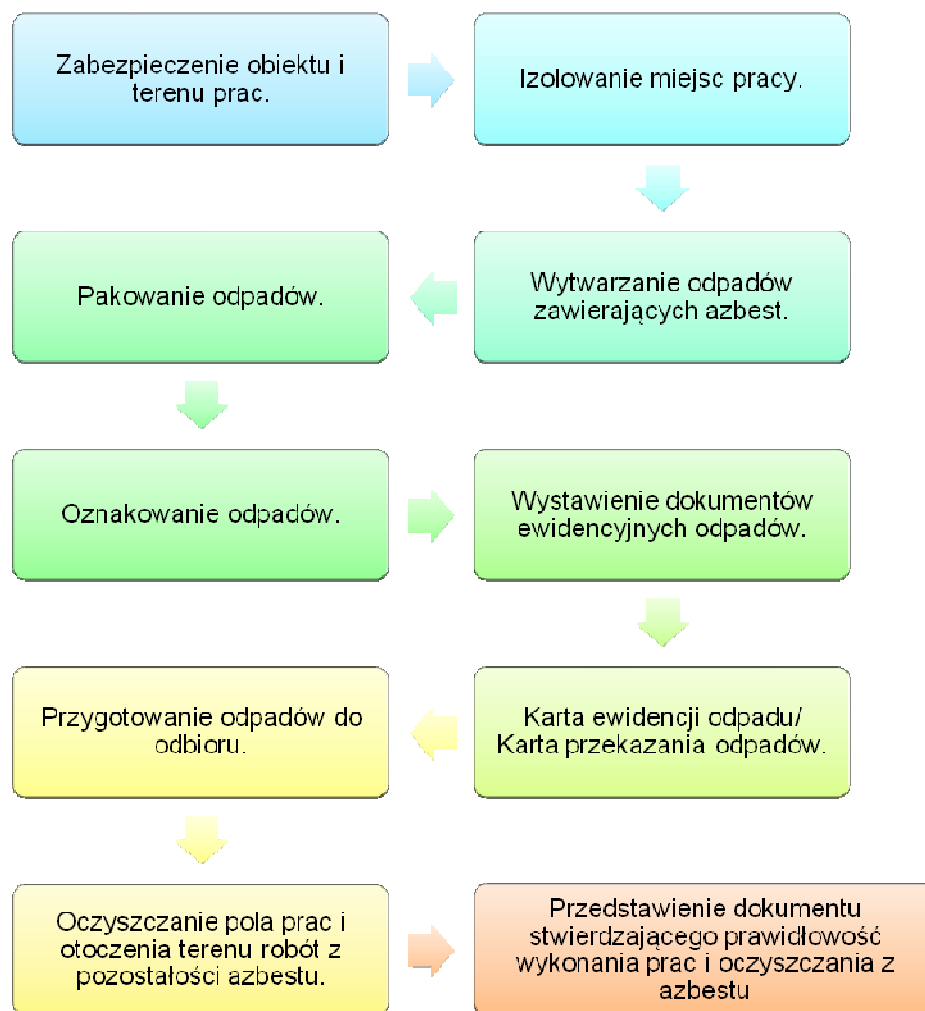 Zabezpieczenie obiektu i
terenu prac.
Izolowanie miejsc pracy.
Wytwarzanie odpadów
zawierających azbest.
Pakowanie odpadów.
Oznakowanie odpadów.
Wystawienie dokumentów
ewidencyjnych odpadów.
Karta ewidencji odpadu/
Karta przekazania odpadów.
Przygotowanie odpadów do
odbioru.
Oczyszczanie pola prac i
otoczenia terenu robót z
pozostałości azbestu.
Przedstawienie dokumentu
stwierdzającego prawidłowość
wykonania prac i oczyszczania z
azbestu